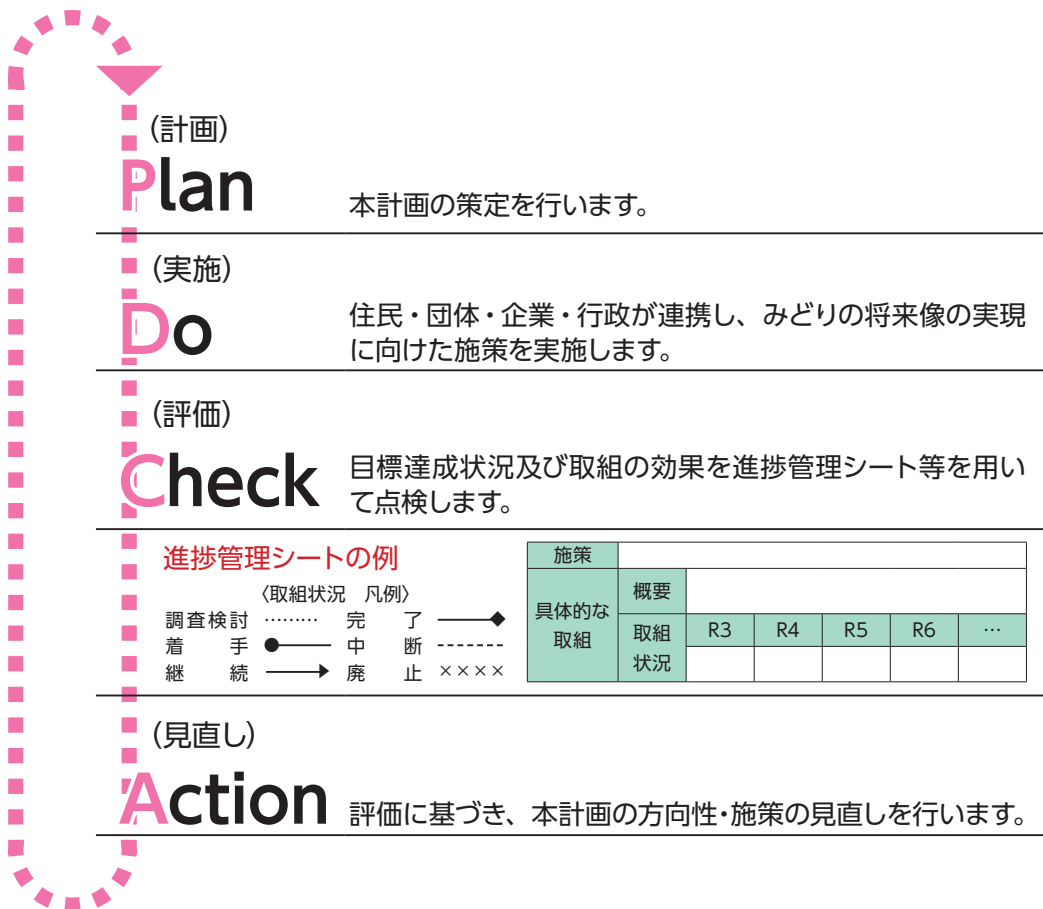 (計画)
Plan
本計画の策定を行います。
(実施)
Do
住民・団体・企業・行政が連携し、みどりの将来像の実現
に向けた施策を実施します。
(評価)
Check
目標達成状況及び取組の効果を進捗管理シート等を用い
て点検します。
進捗管理シートの例
〈取組状況　凡例〉
調査検討 ……… 完　了
着　手 中　断 -------
継　続 廃　止 ××××
施策
具体的な
取組
概要
取組
状況
R3 R4 R5 R6 …
(見直し)
Action
評価に基づき、本計画の方向性・施策の見直しを行います。